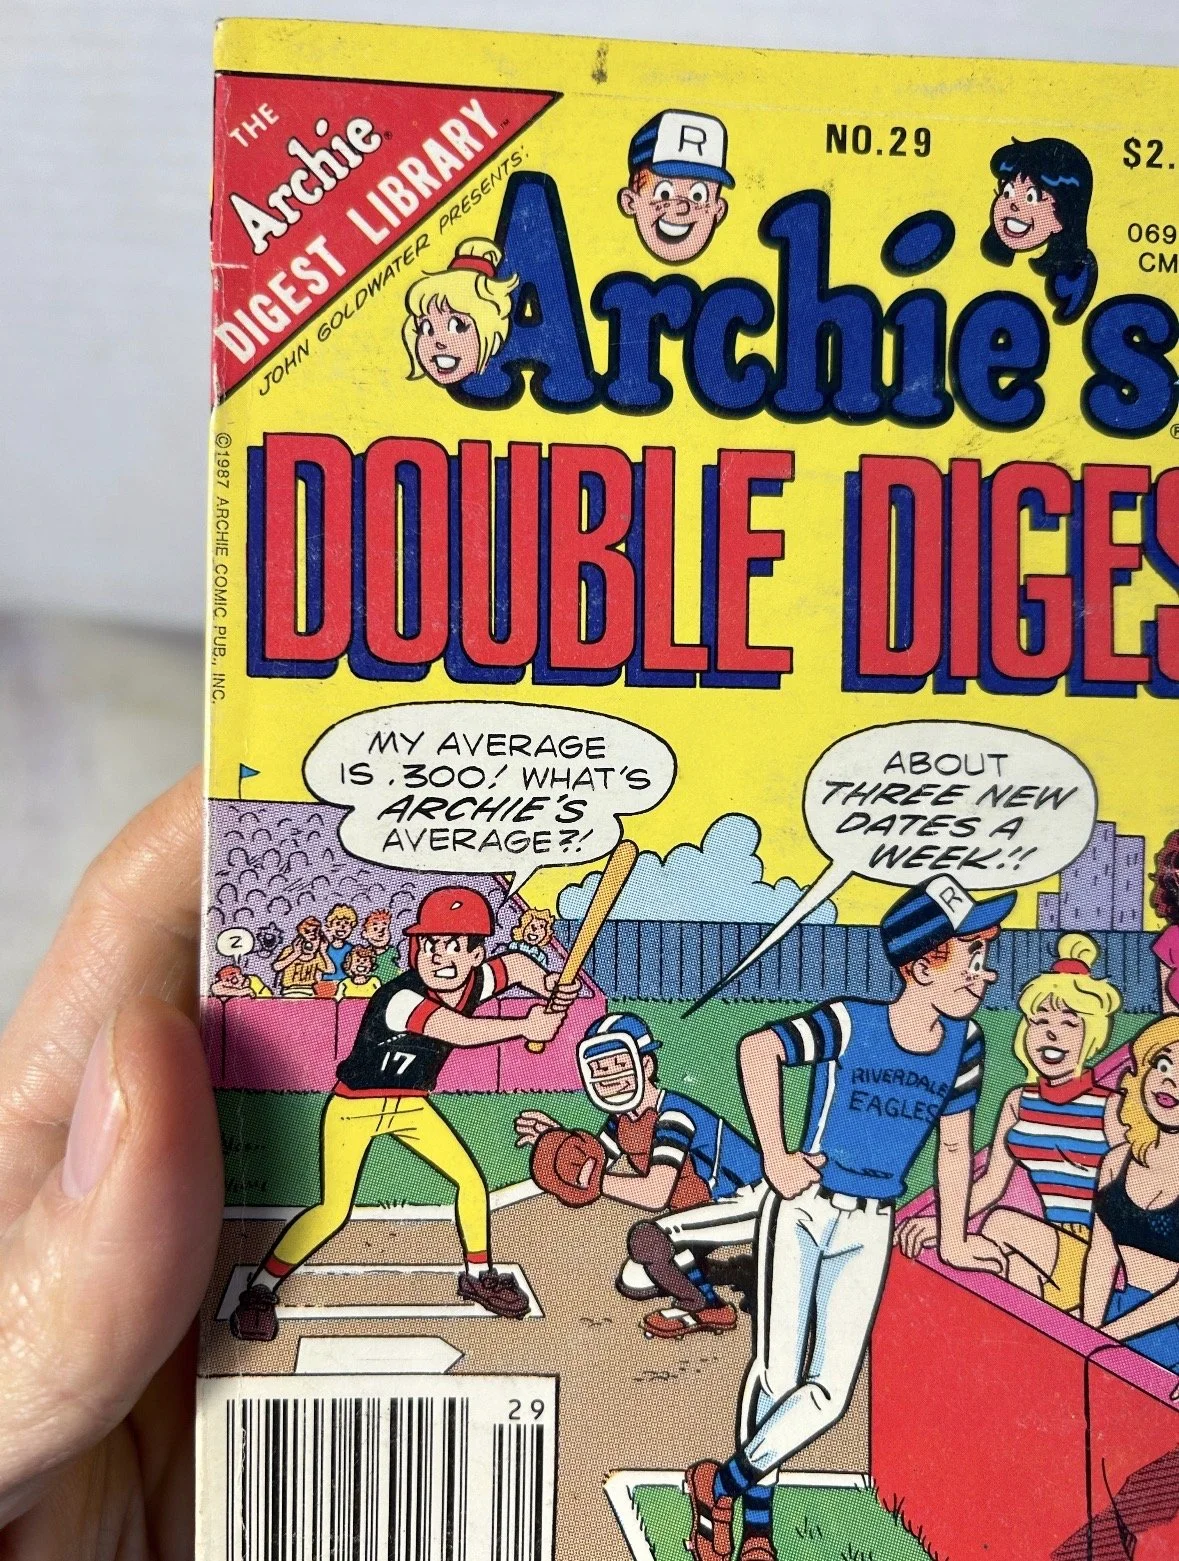 THE
Archie®
DIGEST LIBRARY™
JOHN GOLDWATER PRESENTS:
R
NO.29
$2.
069
CM
Archie's
DOUBLE DIGES
©1987 ARCHIE COMIC PUB., INC.
MY AVERAGE
IS .300! WHAT'S
ARCHIE'S
AVERAGE?!
ABOUT
THREE NEW
DATES A
WEEK!!
R
Z
17
RIVERDALE
EAGLES
29